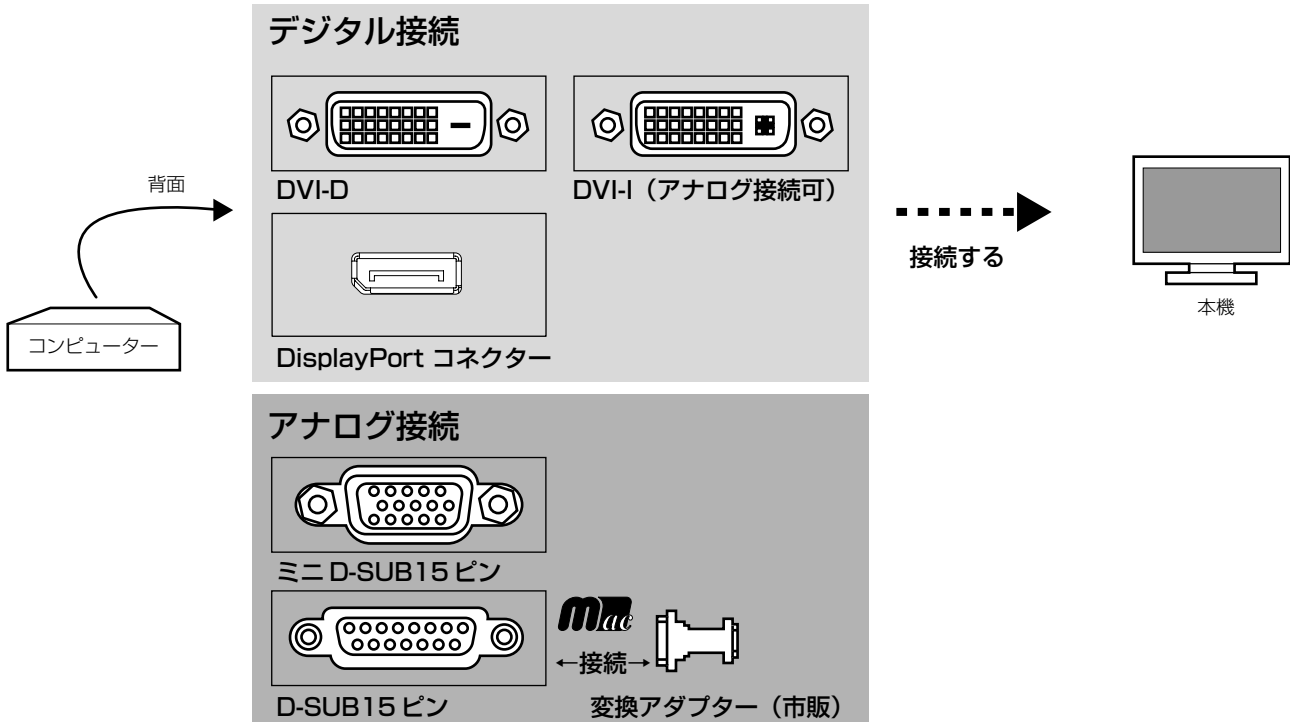 デジタル接続
DVI-D
DVI-I（アナログ接続可）
背面
コンピューター
DisplayPort コネクター
接続する
本機
アナログ接続
ミニ D-SUB15 ピン
Mac
←接続→
D-SUB15 ピン
変換アダプター（市販）